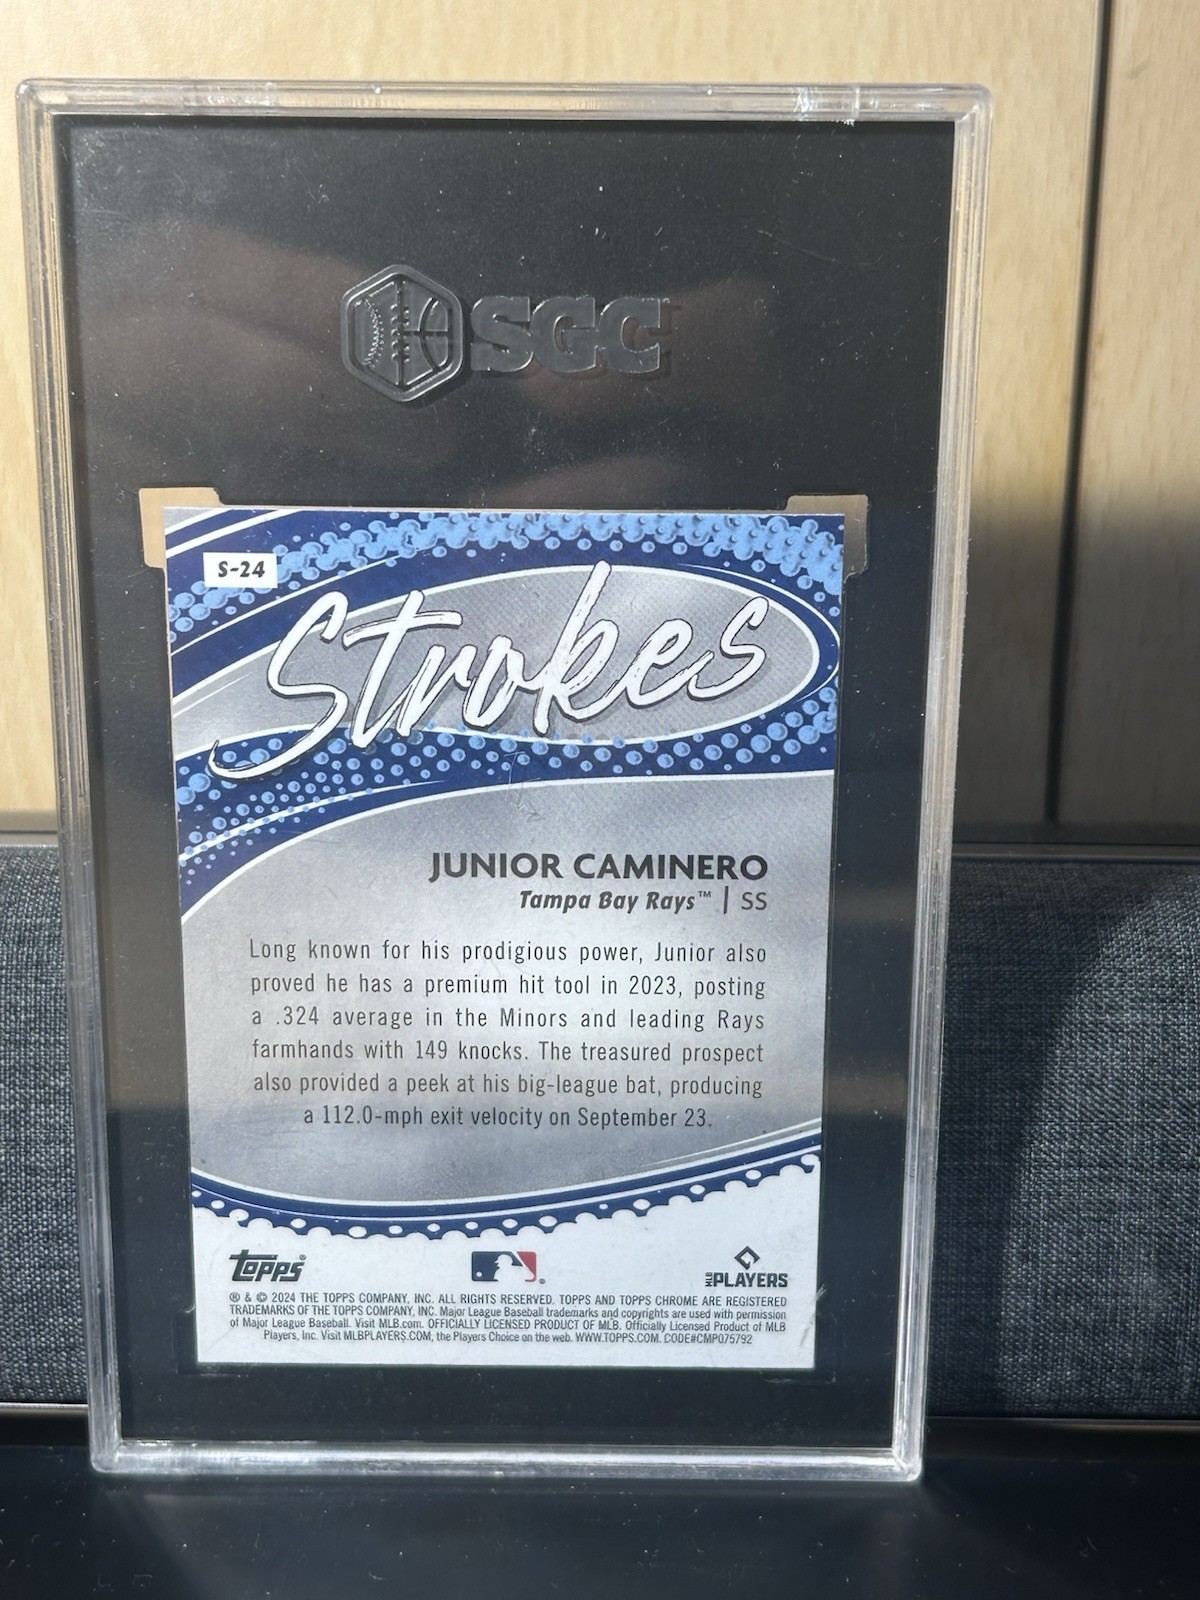 SGC
S-24
Strokes
JUNIOR CAMINERO
Tampa Bay Rays™ | SS
Long known for his prodigious power, Junior also
proved he has a premium hit tool in 2023, posting
a .324 average in the Minors and leading Rays
farmhands with 149 knocks. The treasured prospect
also provided a peek at his big-league bat, producing
a 112.0-mph exit velocity on September 23.
Topps®
®
MLB PLAYERS
® & © 2024 THE TOPPS COMPANY, INC. ALL RIGHTS RESERVED. TOPPS AND TOPPS CHROME ARE REGISTERED
TRADEMARKS OF THE TOPPS COMPANY, INC. Major League Baseball trademarks and copyrights are used with permission
of Major League Baseball. Visit MLB.com. OFFICIALLY LICENSED PRODUCT OF MLB. Officially Licensed Product of MLB
Players, Inc. Visit MLBPLAYERS.COM, the Players Choice on the web. WWW.TOPPS.COM. CODE#CMP075792